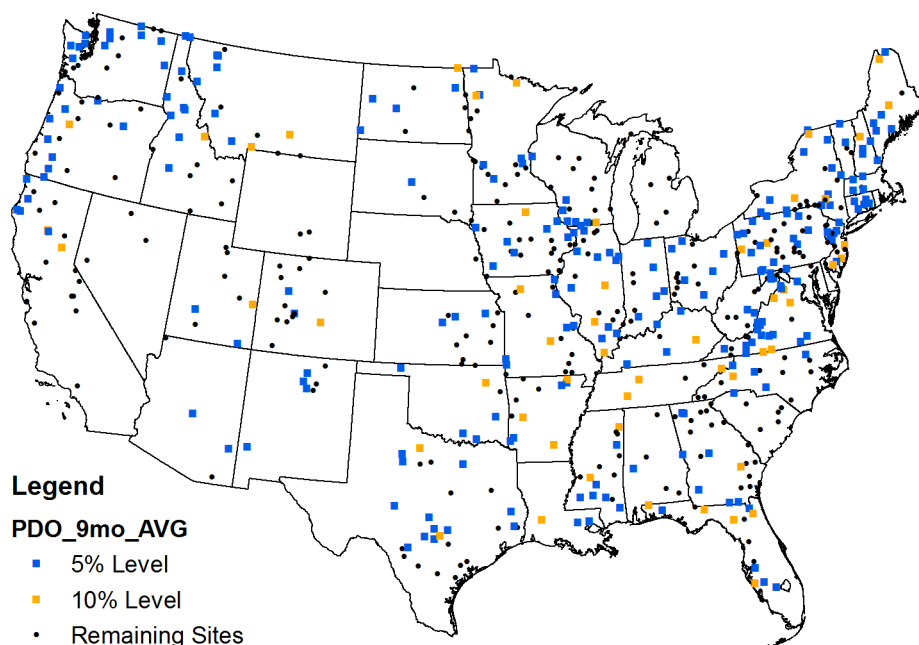 Legend
PDO_9mo_AVG
5% Level
10% Level
Remaining Sites